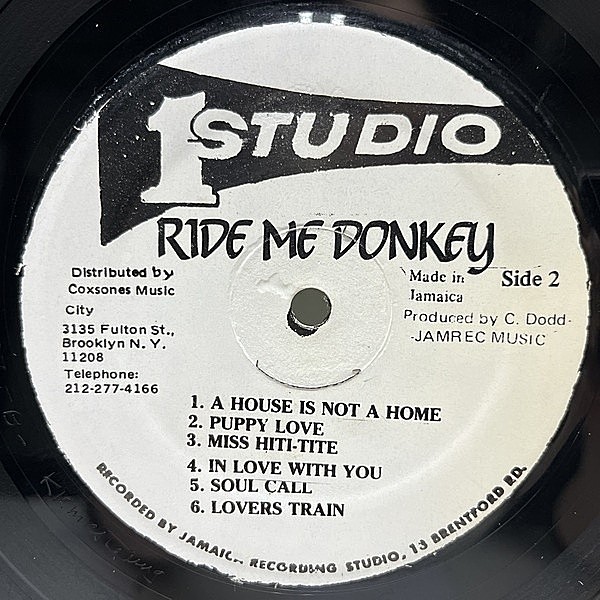 1 STUDIO
RIDE ME DONKEY
Distributed by
Coxsones Music
City
3135 Fulton St.,
Brooklyn N. Y.
11208
Telephone:
212-277-4166
Made in
Jamaica
Side 2
Produced by C. Dodd-
-JAMREC MUSIC
1. A HOUSE IS NOT A HOME
2. PUPPY LOVE
3. MISS HITI-TITE
4. IN LOVE WITH YOU
5. SOUL CALL
6. LOVERS TRAIN
RECORDED BY JAMAIC. RECORDING STUDIO, 13 BRENTFORD RD.